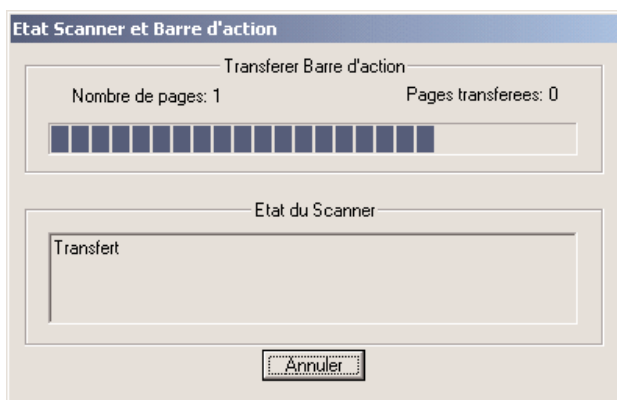 Etat Scanner et Barre d'action
Transferer Barre d'action
Nombre de pages: 1 Pages transferees: 0
Etat du Scanner
Transfert
Annuler